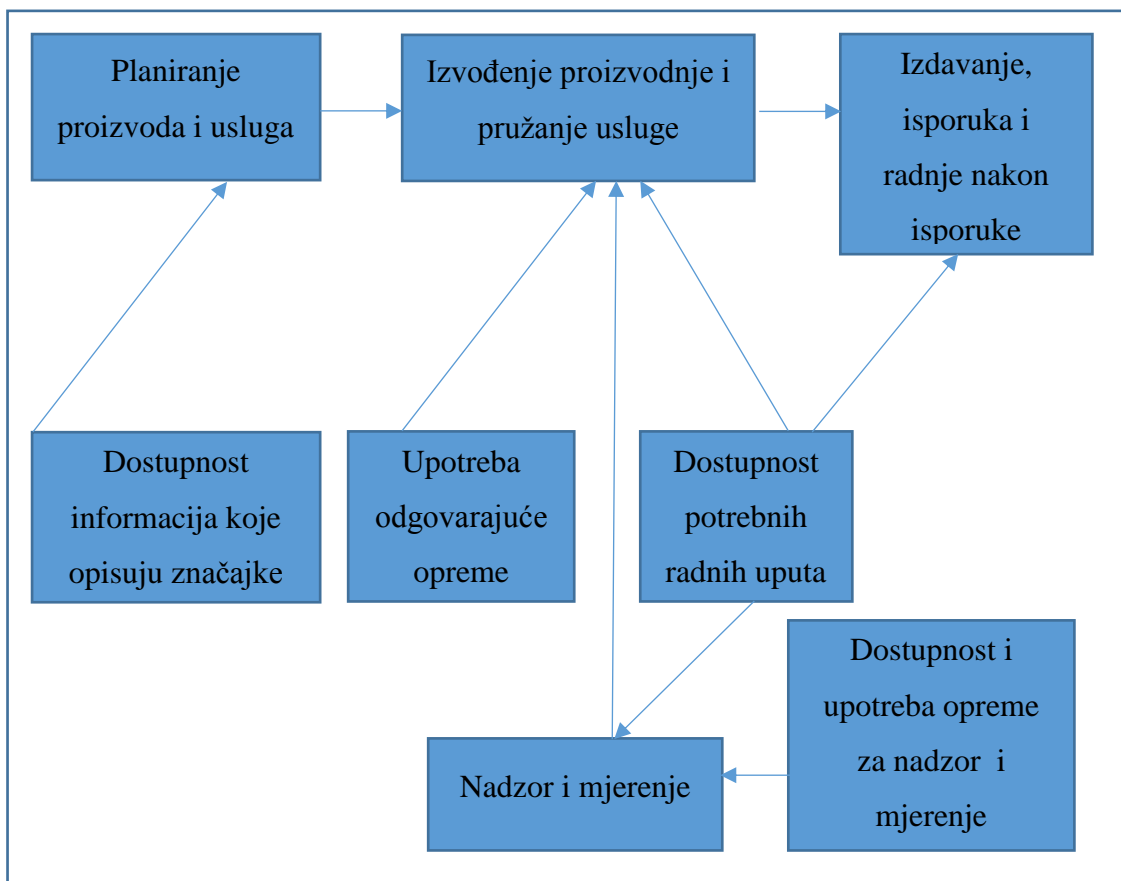 Planiranje
proizvoda i usluga
Izvođenje proizvodnje i
pružanje usluge
Izdavanje,
isporuka i
radnje nakon
isporuke
Dostupnost
informacija koje
opisuju značajke
Upotreba
odgovarajuće
opreme
Dostupnost
potrebnih
radnih uputa
Nadzor i mjerenje
Dostupnost i
upotreba opreme
za nadzor i
mjerenje